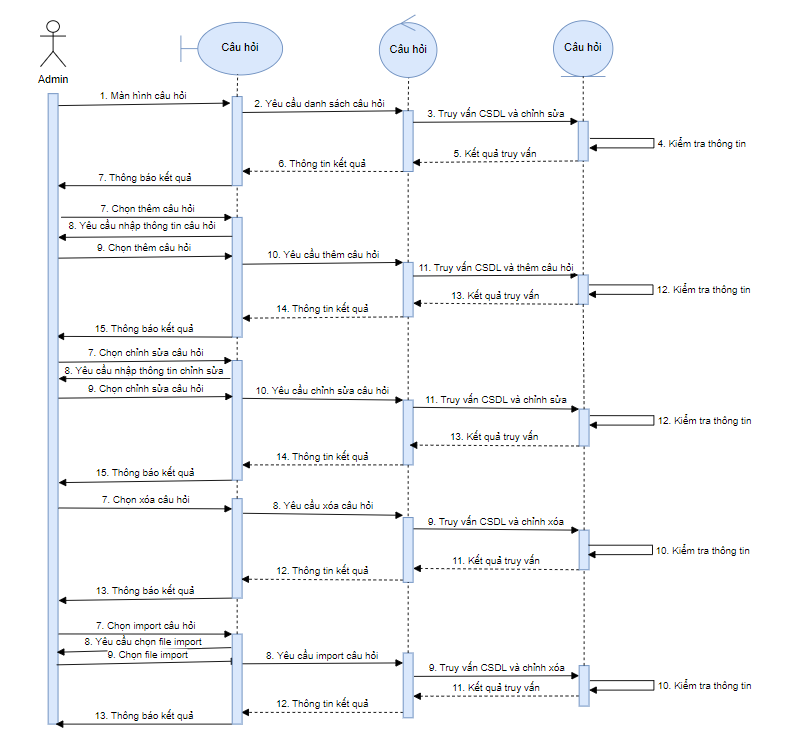 Câu hỏi
Câu hỏi
Câu hỏi
Admin
1. Màn hình câu hỏi
2. Yêu cầu danh sách câu hỏi
3. Truy vấn CSDL và chỉnh sửa
4. Kiểm tra thông tin
5. Kết quả truy vấn
6. Thông tin kết quả
7. Thông báo kết quả
7. Chọn thêm câu hỏi
8. Yêu cầu nhập thông tin câu hỏi
9. Chọn thêm câu hỏi
10. Yêu cầu thêm câu hỏi
11. Truy vấn CSDL và thêm câu hỏi
12. Kiểm tra thông tin
13. Kết quả truy vấn
14. Thông tin kết quả
15. Thông báo kết quả
7. Chọn chỉnh sửa câu hỏi
8. Yêu cầu nhập thông tin chỉnh sửa
9. Chọn chỉnh sửa câu hỏi
10. Yêu cầu chỉnh sửa câu hỏi
11. Truy vấn CSDL và chỉnh sửa
12. Kiểm tra thông tin
13. Kết quả truy vấn
14. Thông tin kết quả
15. Thông báo kết quả
7. Chọn xóa câu hỏi
8. Yêu cầu xóa câu hỏi
9. Truy vấn CSDL và chỉnh xóa
10. Kiểm tra thông tin
11. Kết quả truy vấn
12. Thông tin kết quả
13. Thông báo kết quả
7. Chọn import câu hỏi
8. Yêu cầu chọn file import
9. Chọn file import
8. Yêu cầu import câu hỏi
9. Truy vấn CSDL và chỉnh xóa
10. Kiểm tra thông tin
11. Kết quả truy vấn
12. Thông tin kết quả
13. Thông báo kết quả